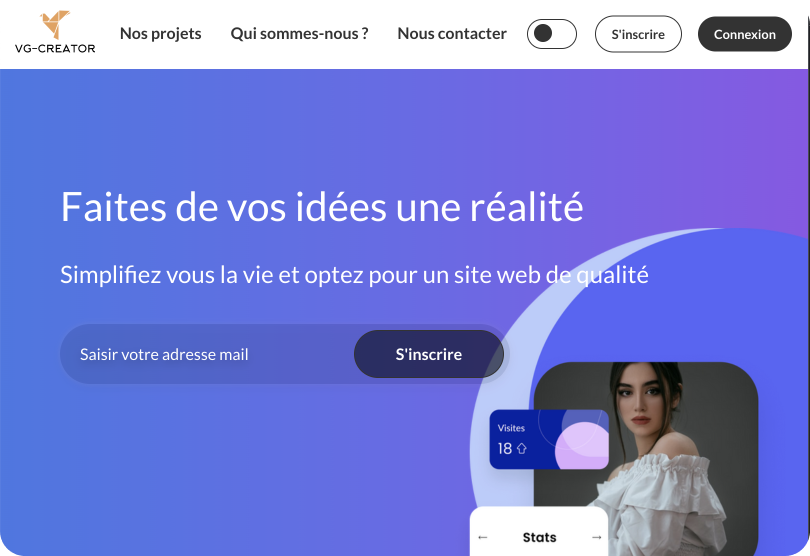 VG-CREATOR
Nos projets
Qui sommes-nous ?
Nous contacter
S'inscrire
Connexion
Faites de vos idées une réalité
Simplifiez vous la vie et optez pour un site web de qualité
Saisir votre adresse mail
S'inscrire
Visites
18 ⇧
← Stats →